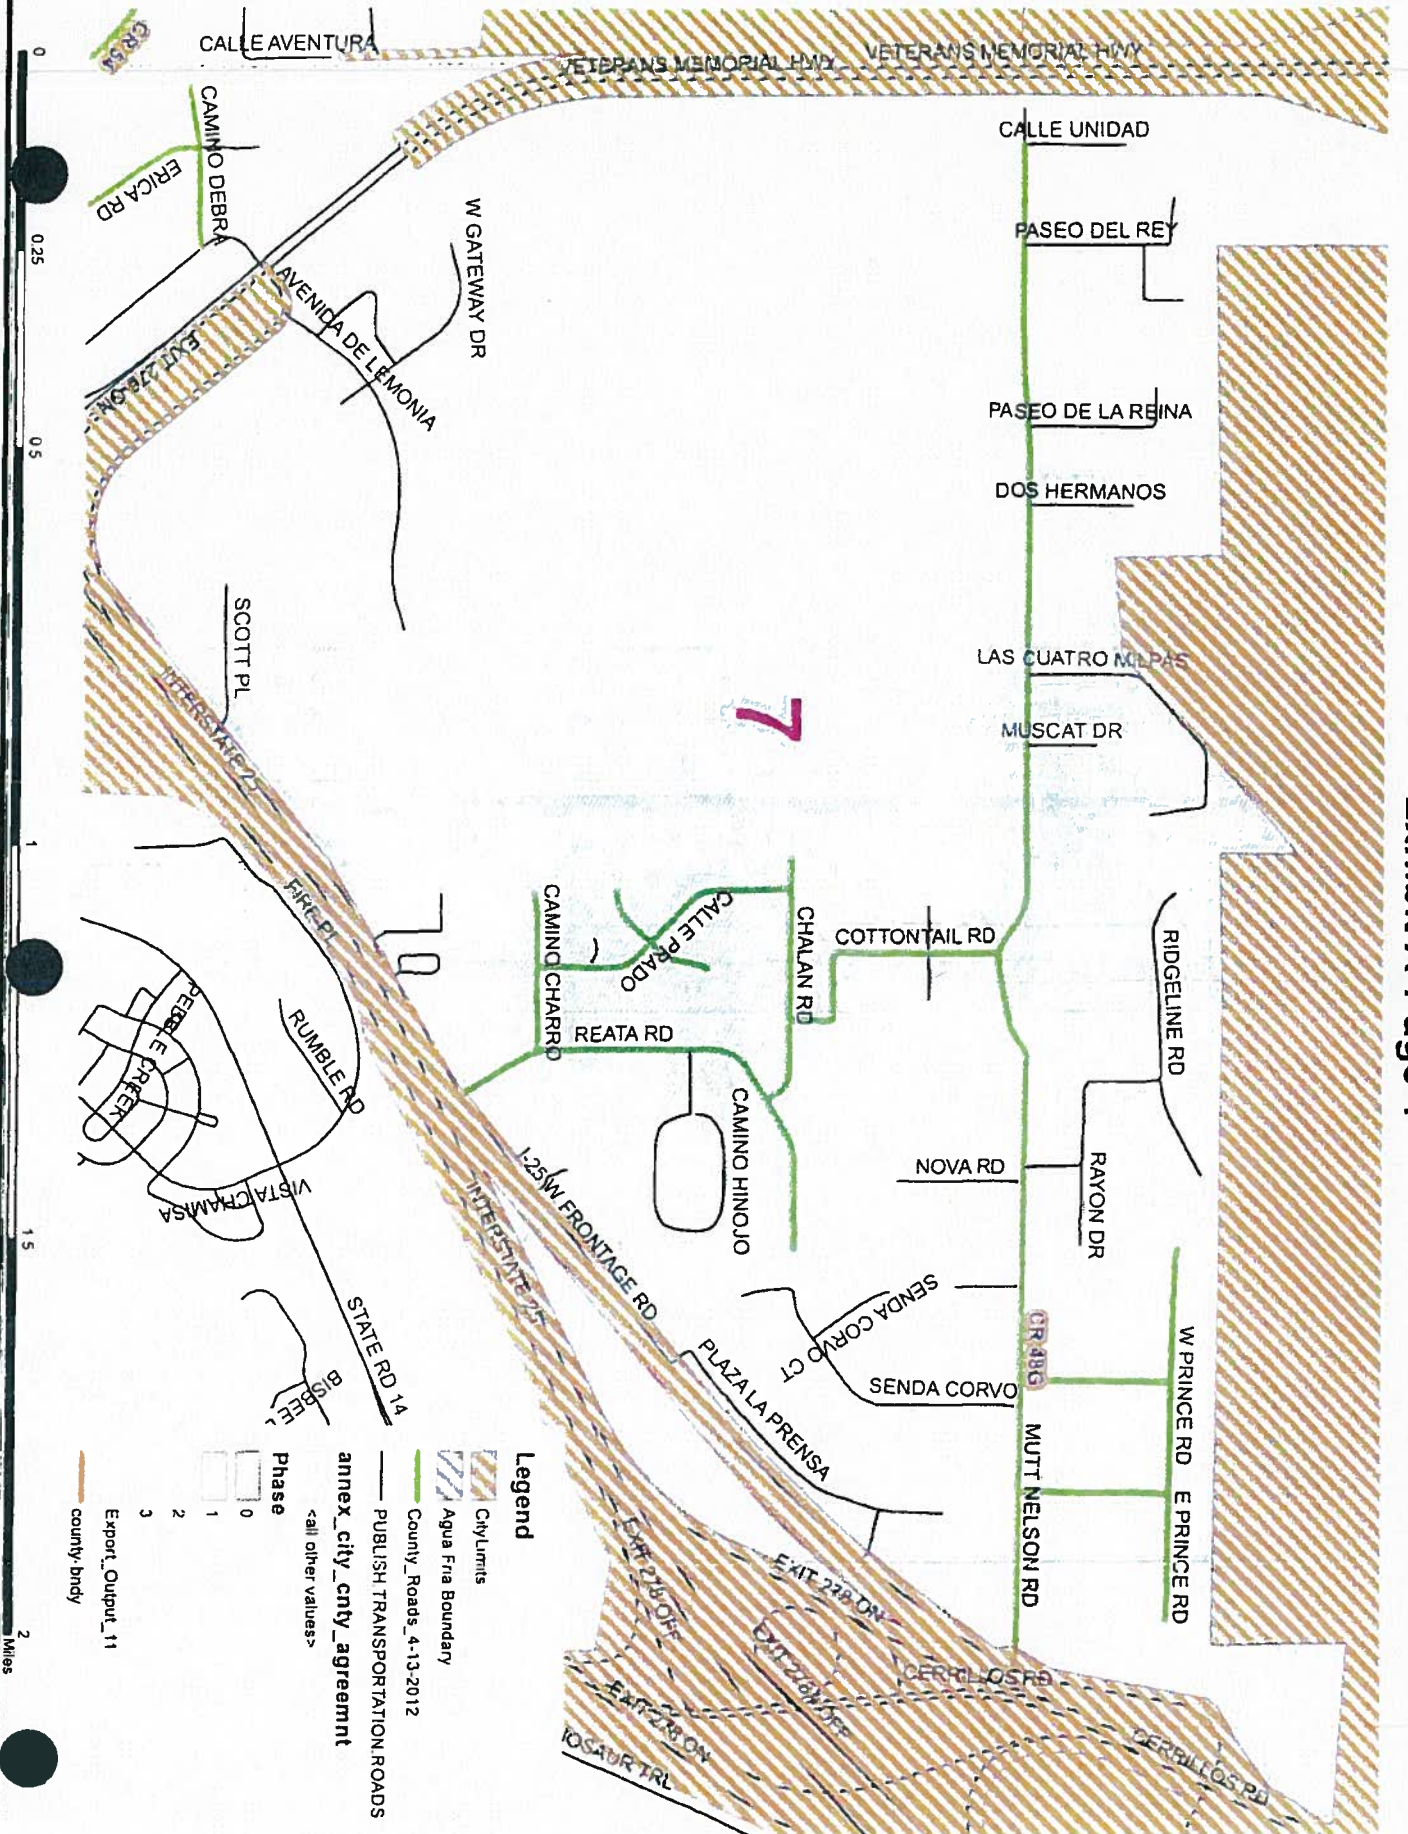 CALLE AVENTURA
VETERANS MEMORIAL HWY
VETERANS MEMORIAL HWY
CR 54
CAMINO DEBRA
ERICA RD
W GATEWAY DR
AVENIDA DE LEMONIA
EXIT 276 ON
CALLE UNIDAD
PASEO DEL REY
PASEO DE LA REINA
DOS HERMANOS
LAS CUATRO MILPAS
MUSCAT DR
SCOTT PL
INTERSTATE 25
7
FIRE PL
RUMBLE RD
PEBBLE CREEK
VISTA CHAMISA
STATE RD 14
BISBEE
CAMINO CHARRO
CALLE PRADO
CHALAN RD
COTTONTAIL RD
REATA RD
CAMINO HINOJO
RIDGELINE RD
RAYON DR
NOVA RD
I-25 W FRONTAGE RD
INTERSTATE 25
SENDA CORVO CT
SENDA CORVO
PLAZA LA PRENSA
CR 48G
MUTT NELSON RD
W PRINCE RD
E PRINCE RD
EXIT 278 OFF
EXIT 278 ON
CERRILLOS RD
EXIT 278 ON
CERRILLOS RD
IOSAUR TRL
Legend
CityLimits
Agua Fria Boundary
County_Roads_4-13-2012
PUBLISH.TRANSPORTATION.ROADS
annex_city_cnty_agreemnt
<all other values>
Phase
0
1
2
3
Export_Output_11
county bndy
0
0.25
0.5
1
1.5
2
Miles